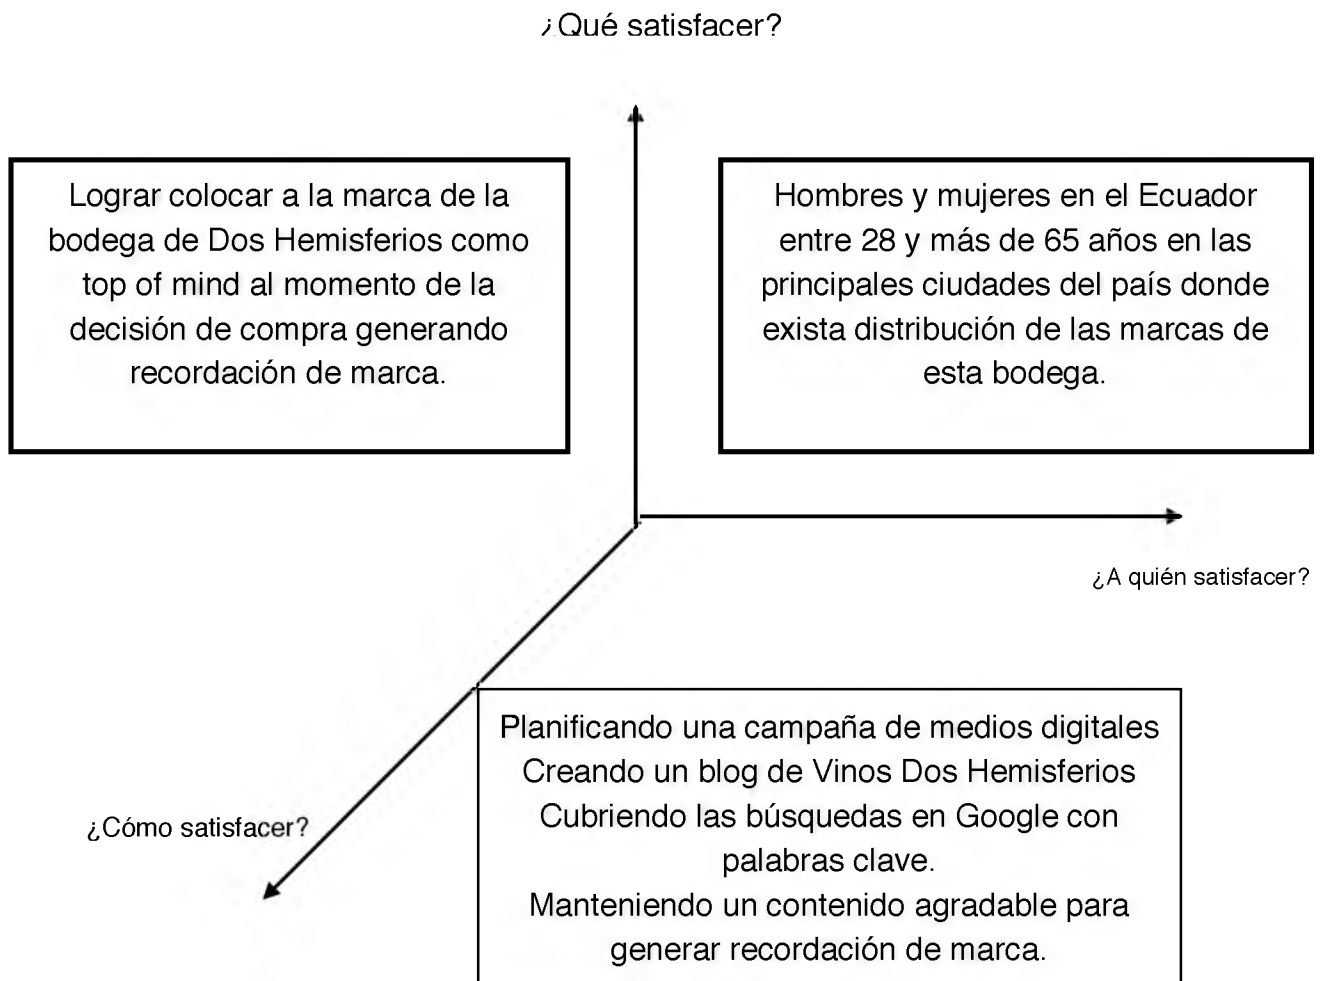 ¿Qué satisfacer?
Lograr colocar a la marca de la
bodega de Dos Hemisferios como
top of mind al momento de la
decisión de compra generando
recordación de marca.
Hombres y mujeres en el Ecuador
entre 28 y más de 65 años en las
principales ciudades del país donde
exista distribución de las marcas de
esta bodega.
¿A quién satisfacer?
¿Cómo satisfacer?
Planificando una campaña de medios digitales
Creando un blog de Vinos Dos Hemisferios
Cubriendo las búsquedas en Google con
palabras clave.
Manteniendo un contenido agradable para
generar recordación de marca.